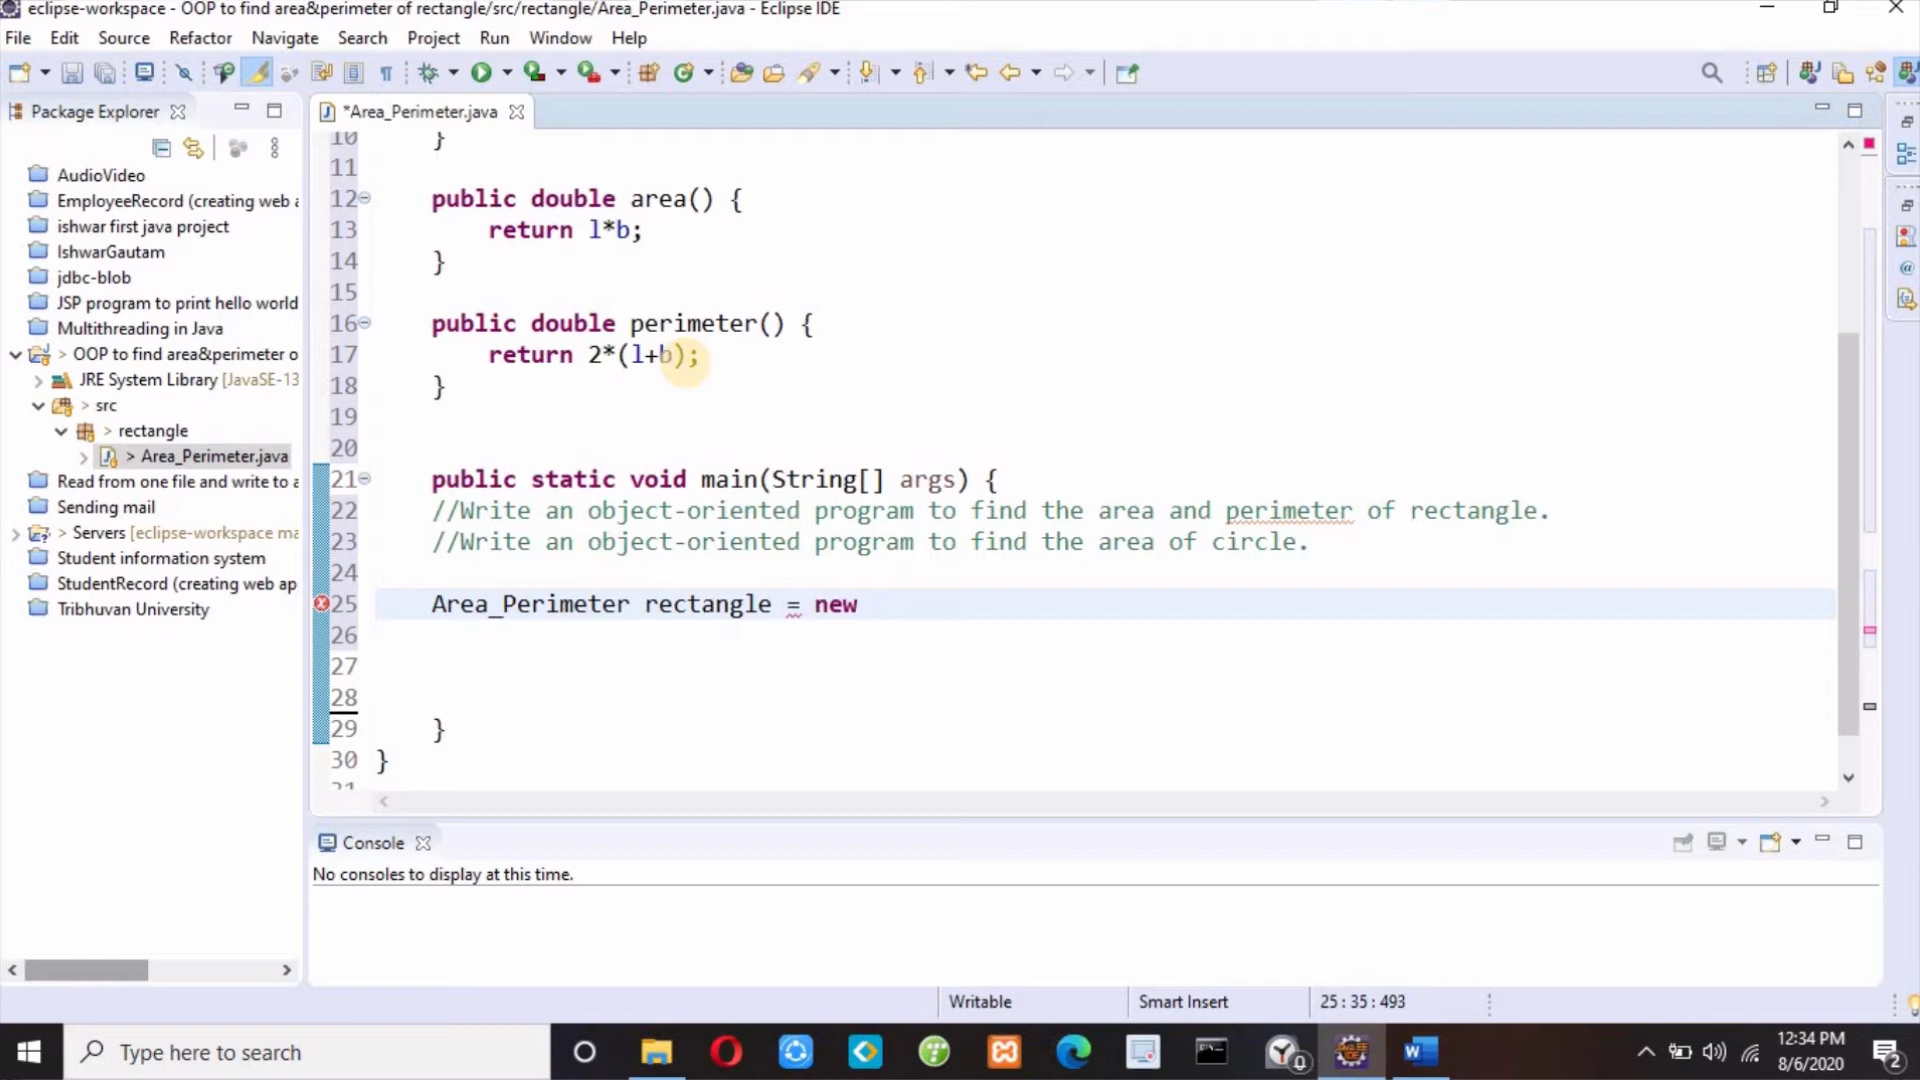 eclipse-workspace - OOP to find area&perimeter of rectangle/src/rectangle/Area_Perimeter.java - Eclipse IDE
File Edit Source Refactor Navigate Search Project Run Window Help
Package Explorer
AudioVideo
EmployeeRecord (creating web a
ishwar first java project
IshwarGautam
jdbc-blob
JSP program to print hello world
Multithreading in Java
> OOP to find area&perimeter o
JRE System Library [JavaSE-13
> src
> rectangle
> Area_Perimeter.java
Read from one file and write to a
Sending mail
> Servers [eclipse-workspace ma
Student information system
StudentRecord (creating web ap
Tribhuvan University
*Area_Perimeter.java
10 }
11
12 public double area() {
13 return l*b;
14 }
15
16 public double perimeter() {
17 return 2*(l+b);
18 }
19
20
21 public static void main(String[] args) {
22 //Write an object-oriented program to find the area and perimeter of rectangle.
23 //Write an object-oriented program to find the area of circle.
24
25 Area_Perimeter rectangle = new
26
27
28
29 }
30 }
31
Console
No consoles to display at this time.
Writable Smart Insert 25 : 35 : 493
Type here to search
12:34 PM
8/6/2020
2